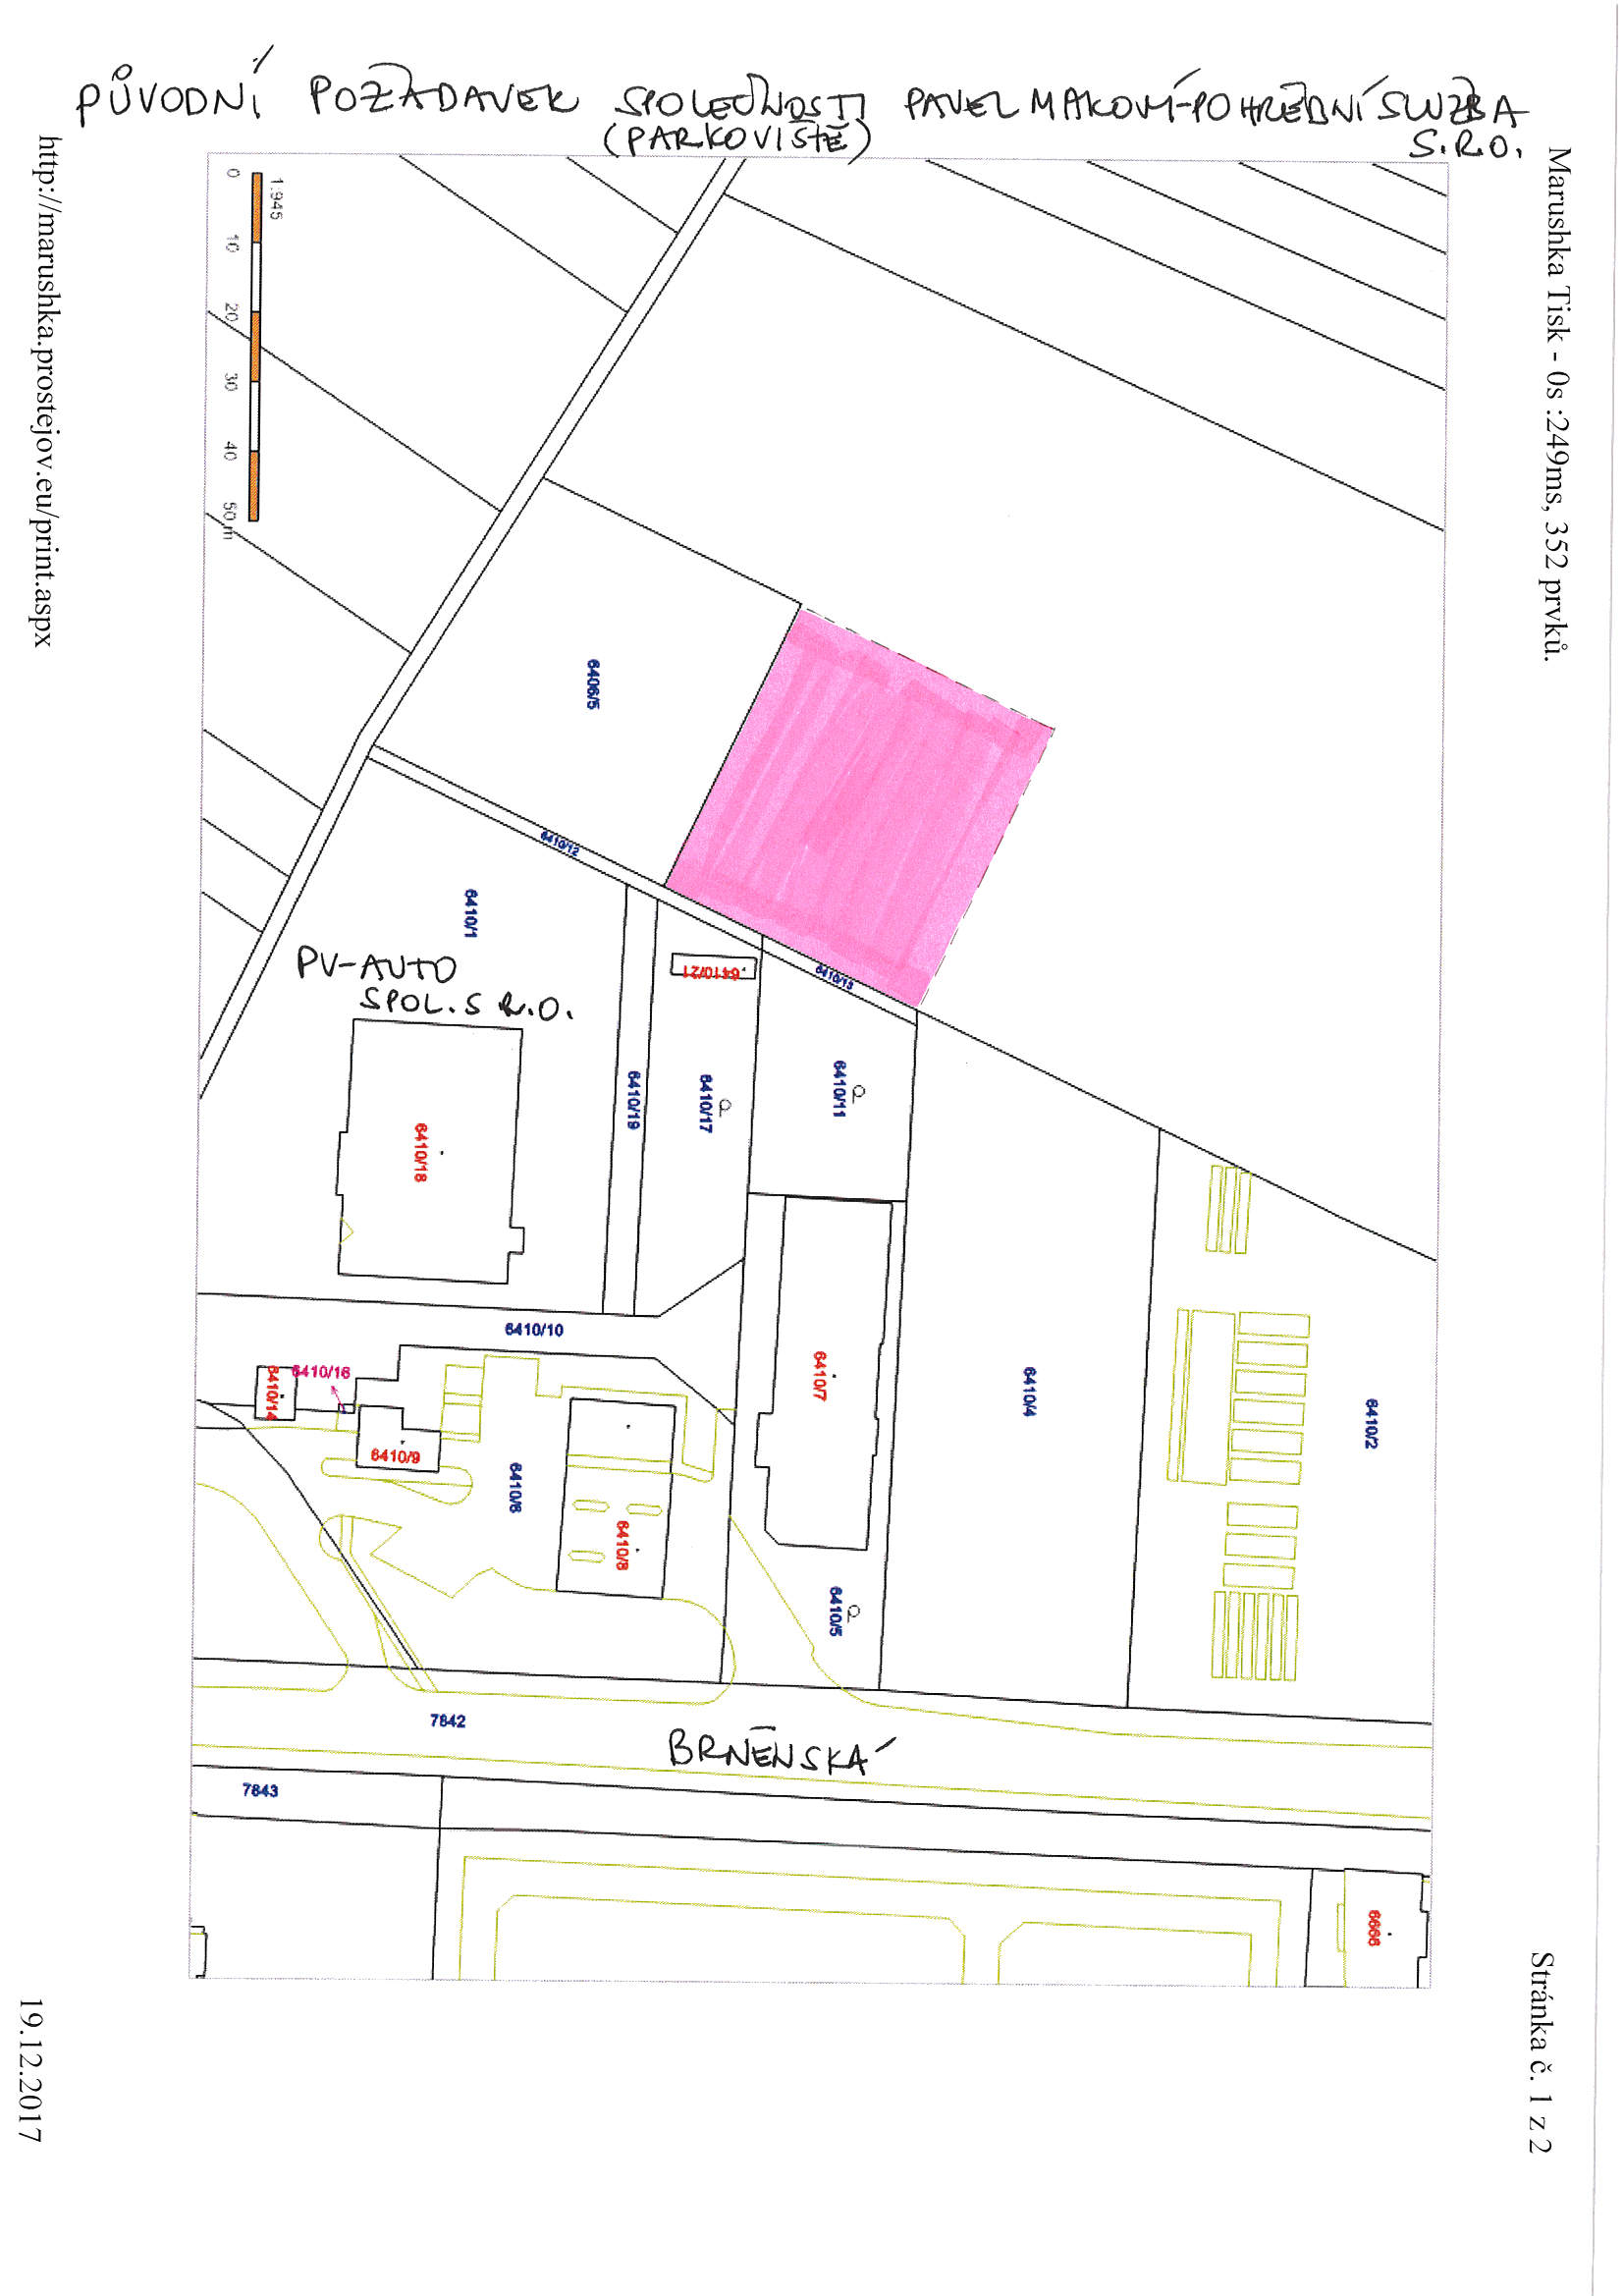 PŮVODNÍ POŽADAVEK SPOLEČNOSTI PAVEL MAKOVÍ-POHŘEBNÍ SLUŽBA
(PARKOVIŠTĚ) S.R.O.
Marushka Tisk - 0s :249ms, 352 prvků.
Stránka č. 1 z 2
1:945
0 10 20 30 40 50 m
6406/5
6410/12
6410/1
PV-AUTO
SPOL. S R.O.
6410/21
6410/13
6410/19
6410/17
6410/11
6410/18
6410/10
6410/7
6410/4
6410/2
6410/16
6410/14
6410/9
6410/6
6410/8
6410/5
7842
BRNĚNSKÁ
7843
6666
http://marushka.prostejov.eu/print.aspx
19.12.2017